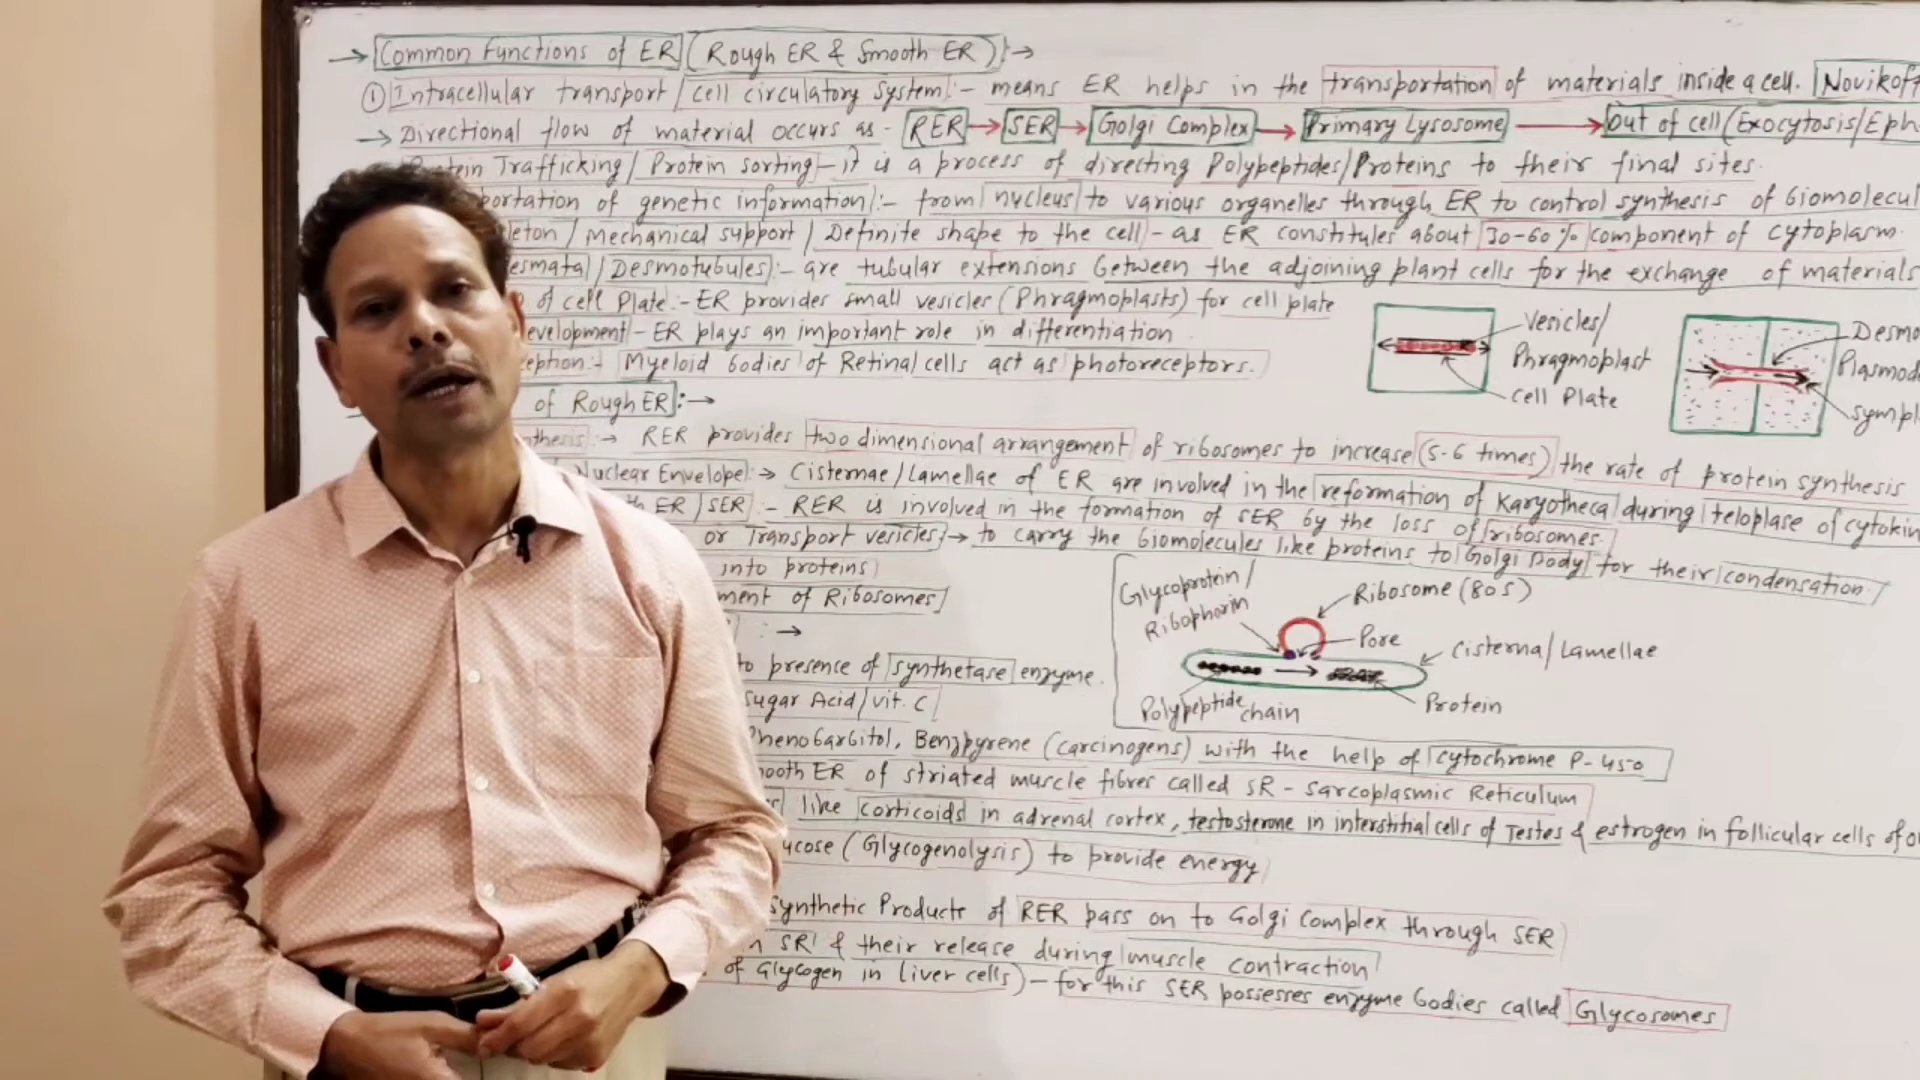 → Common Functions of ER (Rough ER & Smooth ER) →
① Intracellular transport/cell circulatory system:- means ER helps in the transportation of materials inside a cell. Novikoff
→ Directional flow of material occurs as - RER → SER → Golgi Complex → Primary Lysosome → Out of cell (Exocytosis/Eph
Protein Trafficking/Protein sorting - it is a process of directing Polypeptides/Proteins to their final sites.
portation of genetic information:- from nucleus to various organelles through ER to control synthesis of biomolecul
leton/Mechanical support/Definite shape to the cell - as ER constitutes about 30-60% component of cytoplasm.
esmata/Desmotubules:- are tubular extensions between the adjoining plant cells for the exchange of materials
of cell Plate:- ER provides small vesicles (Phragmoplasts) for cell plate
evelopment - ER plays an important role in differentiation
eption:- Myeloid bodies of Retinal cells act as photoreceptors.
Vesicles/
Phragmoplast
Cell Plate
Desmo
Plasmod
sympl
of Rough ER:→
nthesis:→ RER provides two dimensional arrangement of ribosomes to increase (5-6 times) the rate of protein synthesis
Nuclear Envelope:→ Cisternae/Lamellae of ER are involved in the reformation of Karyotheca during teloplase of cytokin
th ER/SER:- RER is involved in the formation of SER by the loss of ribosomes.
or Transport vesicles → to carry the biomolecules like proteins to Golgi Body for their condensation
into proteins
ment of Ribosomes
: →
Glycoprotein/
Ribophorin
Ribosome (80S)
Pore
Cisterna/Lamellae
Polypeptide chain
Protein
to presence of synthetase enzyme.
Sugar Acid/vit. C
Phenobarbitol, Benzpyrene (carcinogens) with the help of cytochrome P-450
mooth ER of striated muscle fibres called SR - Sarcoplasmic Reticulum
like corticoids in adrenal cortex, testosterone in interstitial cells of Testes & estrogen in follicular cells of o
ucose (Glycogenolysis) to provide energy
synthetic Products of RER pass on to Golgi Complex through SER
n SR & their release during muscle contraction
of Glycogen in liver cells) - for this SER possesses enzyme bodies called Glycosomes